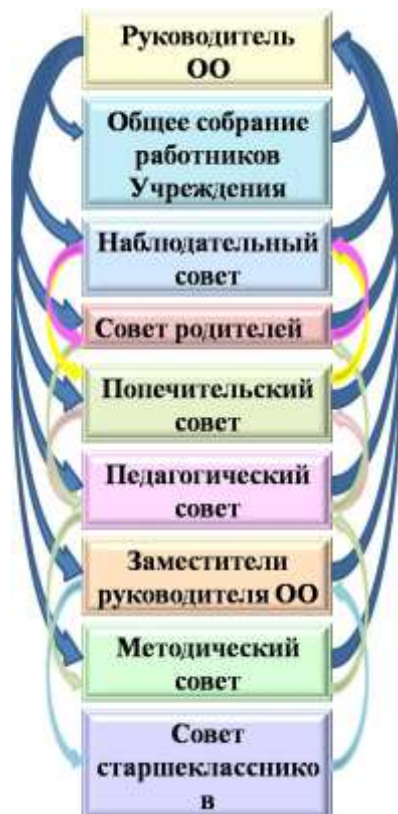 Руководитель
ОО
Общее собрание
работников
Учреждения
Наблюдательный
совет
Совет родителей
Попечительский
совет
Педагогический
совет
Заместители
руководителя ОО
Методический
совет
Совет
старшекласснико
в